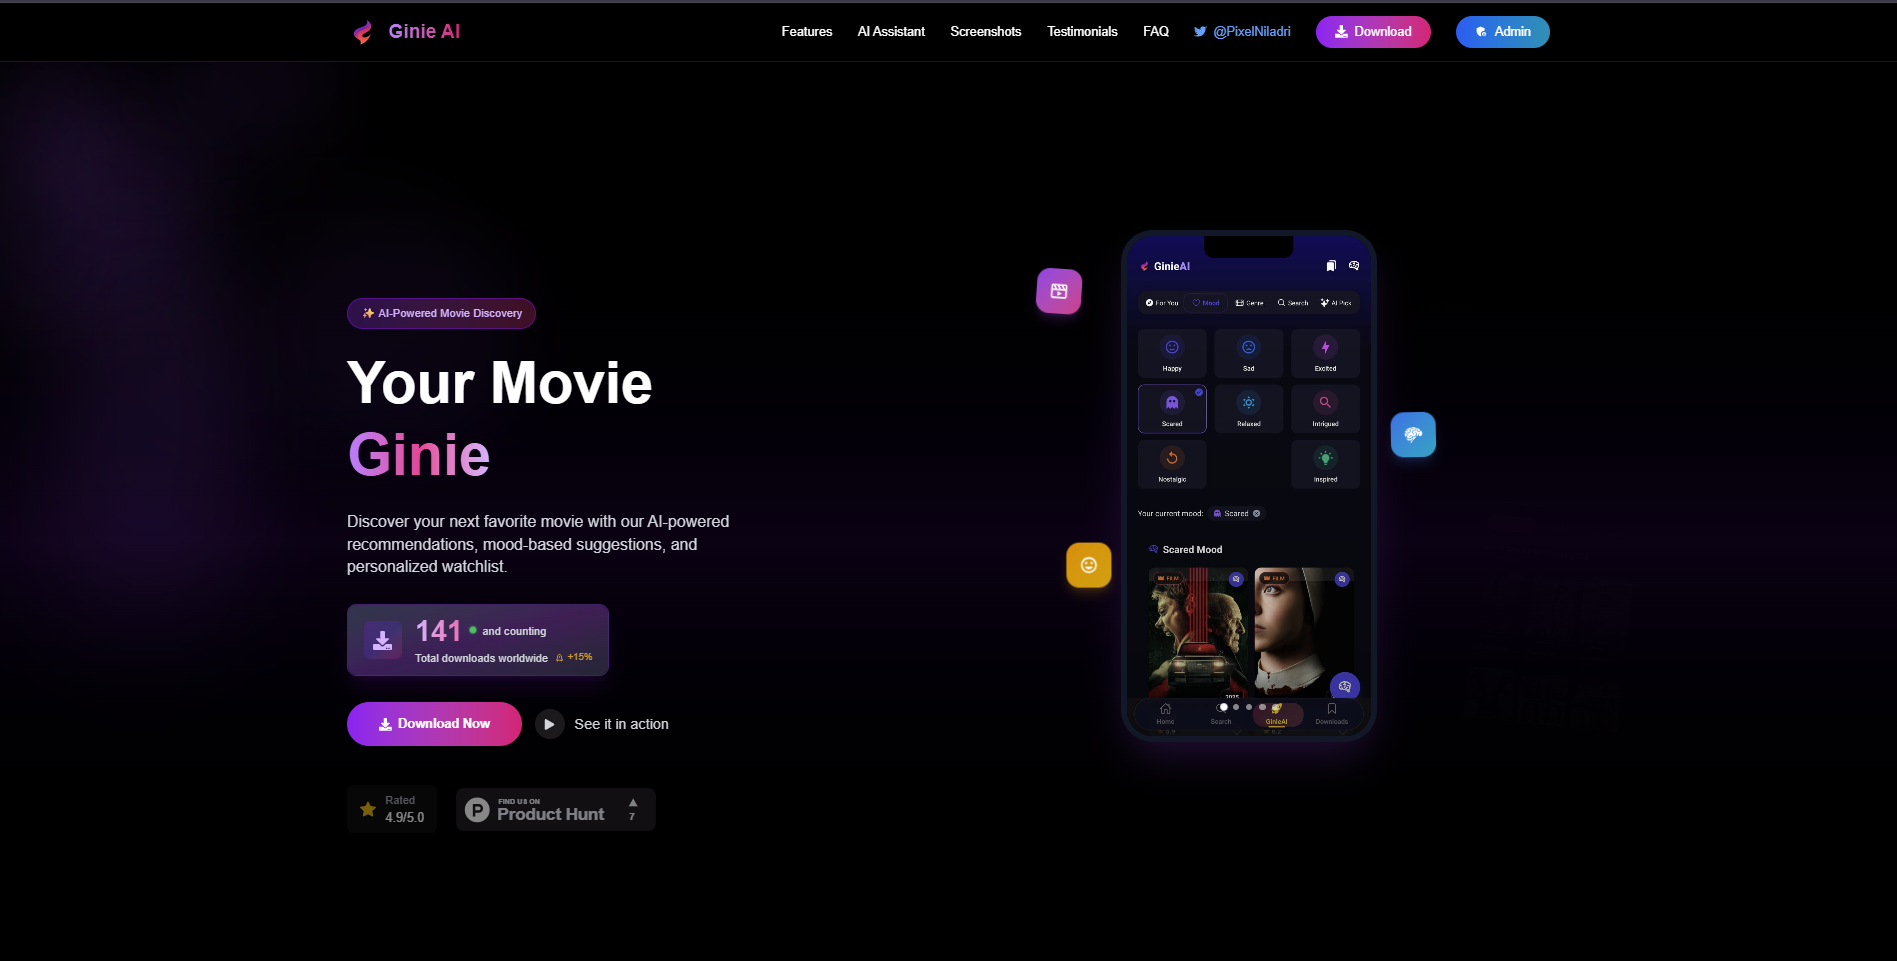 Ginie AI
Features
AI Assistant
Screenshots
Testimonials
FAQ
@PixelNiladri
Download
Admin
AI-Powered Movie Discovery
Your Movie
Ginie
Discover your next favorite movie with our AI-powered
recommendations, mood-based suggestions, and
personalized watchlist.
141 and counting
Total downloads worldwide +15%
Download Now
See it in action
Rated
4.9/5.0
FIND US ON
Product Hunt
7
GinieAI
For You
Mood
Genre
Search
AI Pick
Happy
Sad
Excited
Scared
Relaxed
Intrigued
Nostalgic
Inspired
Your current mood: Scared
Scared Mood
FILM
FILM
2025
Home
Search
GinieAI
Downloads